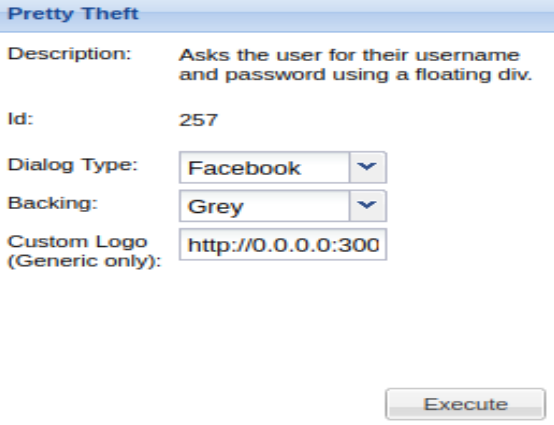 Pretty Theft
Description: Asks the user for their username
and password using a floating div.
Id: 257
Dialog Type: Facebook
Backing: Grey
Custom Logo
(Generic only): http://0.0.0.0:300
Execute